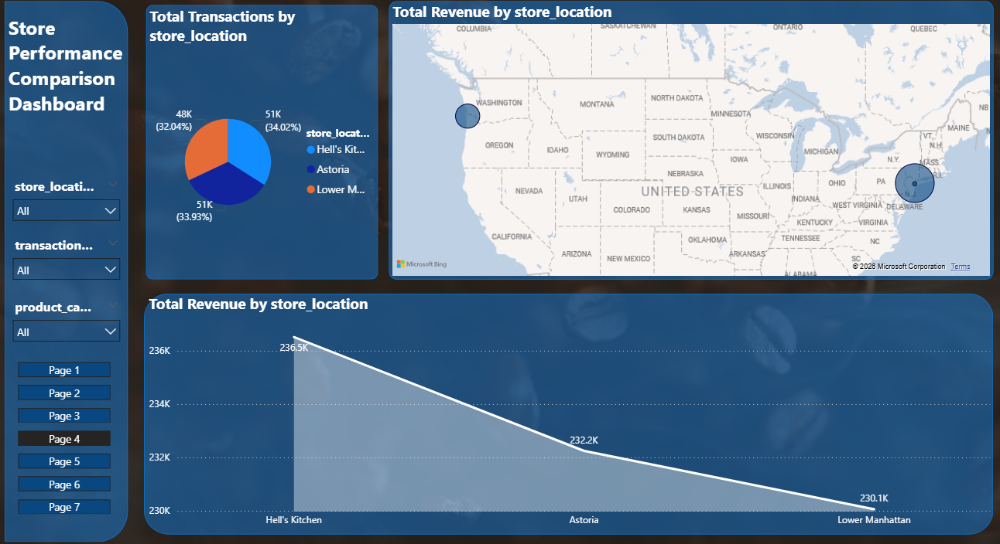 Store
Performance
Comparison
Dashboard
store_locati...
All
transaction...
All
product_ca...
All
Page 1
Page 2
Page 3
Page 4
Page 5
Page 6
Page 7
Total Transactions by
store_location
48K
(32.04%)
51K
(34.02%)
51K
(33.93%)
store_locat...
Hell's Kit...
Astoria
Lower M...
Total Revenue by store_location
COLUMBIA
SASKATCHEWAN
ONTARIO
QUEBEC
WASHINGTON
MONTANA
NORTH DAKOTA
MINNESOTA
NB
MAINE
OREGON
IDAHO
SOUTH DAKOTA
WISCONSIN
MICHIGAN
VT.
N.H
WYOMING
IOWA
N.Y.
MASS.
R.I.
NEBRASKA
NEVADA
UTAH
UNITED STATES
ILLINOIS
INDIANA
OHIO
PA
N.J.
COLORADO
KANSAS
MISSOURI
WEST VIRGINIA
DELAWARE
KENTUCKY
VIRGINIA
CALIFORNIA
ARIZONA
NEW MEXICO
OKLAHOMA
ARKANSAS
TENNESSEE
NC
SC
ALABAMA
Microsoft Bing
© 2026 Microsoft Corporation Terms
Total Revenue by store_location
236K
234K
232K
230K
236.5K
232.2K
230.1K
Hell's Kitchen
Astoria
Lower Manhattan